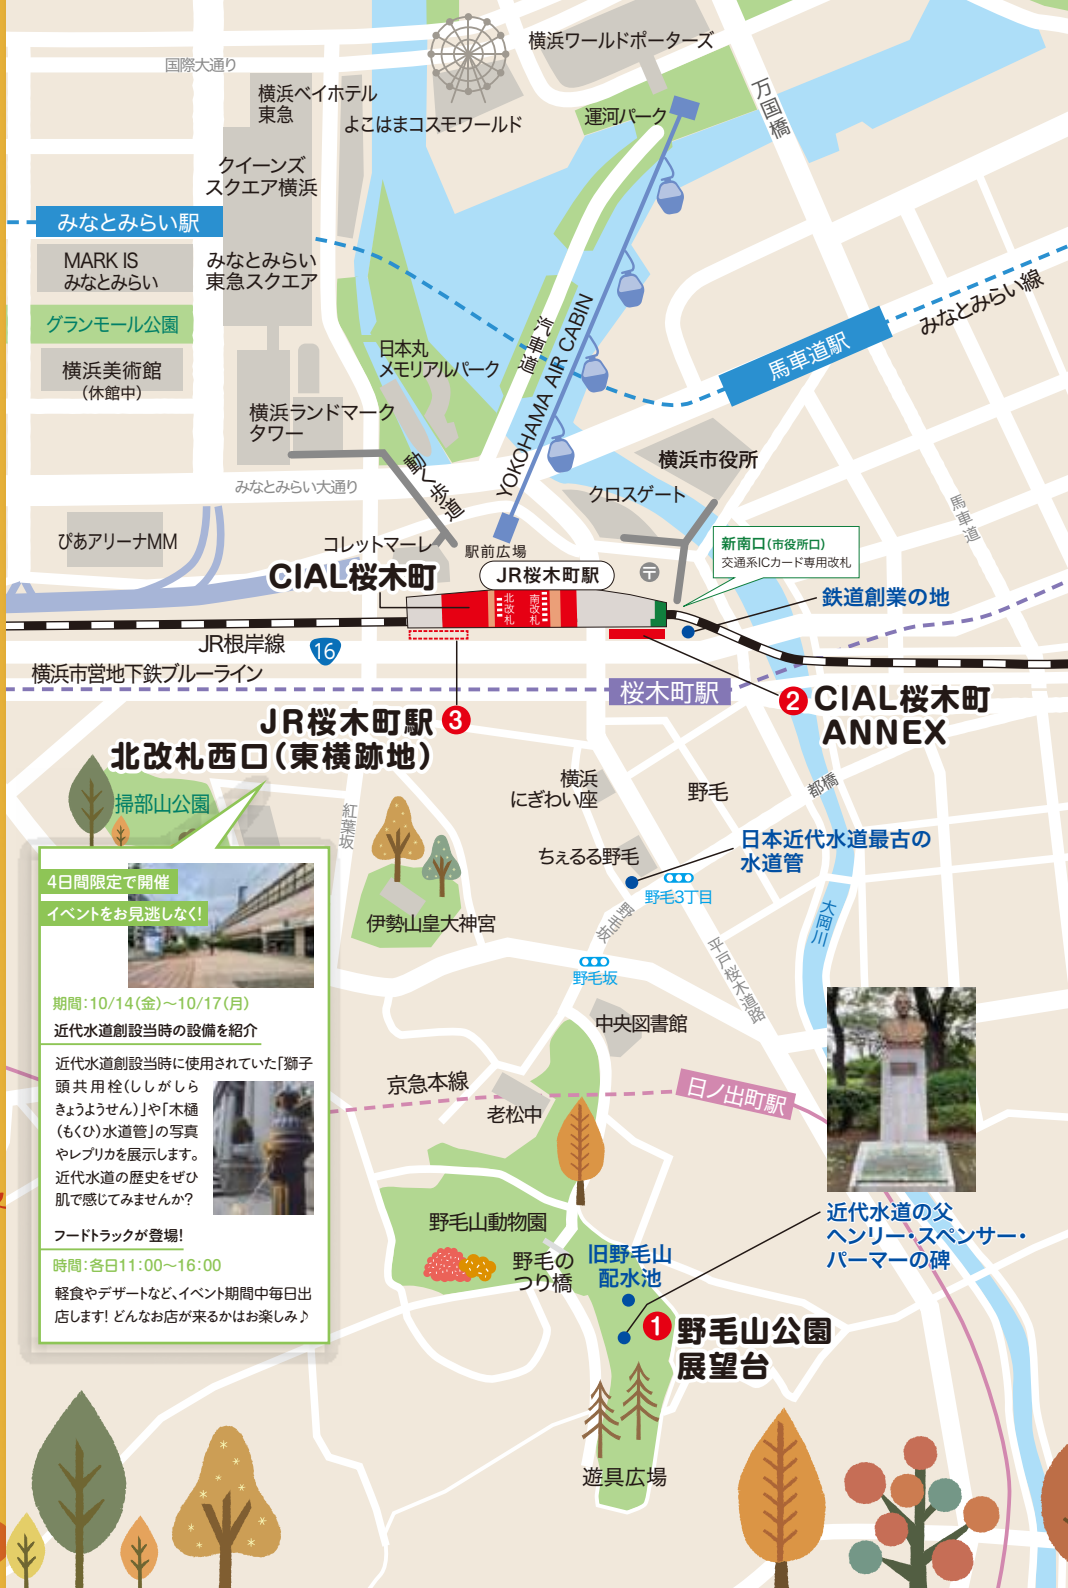 横浜ワールドポーターズ
国際大通り
横浜ベイホテル
東急
よこはまコスモワールド
運河パーク
万国橋
クイーンズ
スクエア横浜
みなとみらい駅
MARK IS
みなとみらい
みなとみらい
東急スクエア
グランモール公園
横浜美術館
(休館中)
日本丸
メモリアルパーク
汽車道
YOKOHAMA AIR CABIN
みなとみらい線
馬車道駅
横浜ランドマーク
タワー
動く歩道
みなとみらい大通り
横浜市役所
クロスゲート
馬車道
ぴあアリーナMM
コレットマーレ
駅前広場
CIAL桜木町
JR桜木町駅
〒
新南口(市役所口)
交通系ICカード専用改札
北改札
南改札
鉄道創業の地
JR根岸線
16
横浜市営地下鉄ブルーライン
桜木町駅
2 CIAL桜木町
ANNEX
JR桜木町駅 3
北改札西口(東横跡地)
横浜
にぎわい座
野毛
都橋
掃部山公園
紅葉坂
ちぇるる野毛
日本近代水道最古の
水道管
野毛3丁目
伊勢山皇大神宮
野毛坂
大岡川
平戸桜木道路
野毛坂
4日間限定で開催
イベントをお見逃しなく!
期間:10/14(金)〜10/17(月)
近代水道創設当時の設備を紹介
近代水道創設当時に使用されていた「獅子
頭共用栓(ししがしら
きょうようせん)」や「木樋
(もくひ)水道管」の写真
やレプリカを展示します。
近代水道の歴史をぜひ
肌で感じてみませんか?
フードトラックが登場!
時間:各日11:00〜16:00
軽食やデザートなど、イベント期間中毎日出
店します! どんなお店が来るかはお楽しみ♪
中央図書館
京急本線
日ノ出町駅
老松中
野毛山動物園
野毛の
つり橋
旧野毛山
配水池
近代水道の父
ヘンリー・スペンサー・
パーマーの碑
1 野毛山公園
展望台
遊具広場